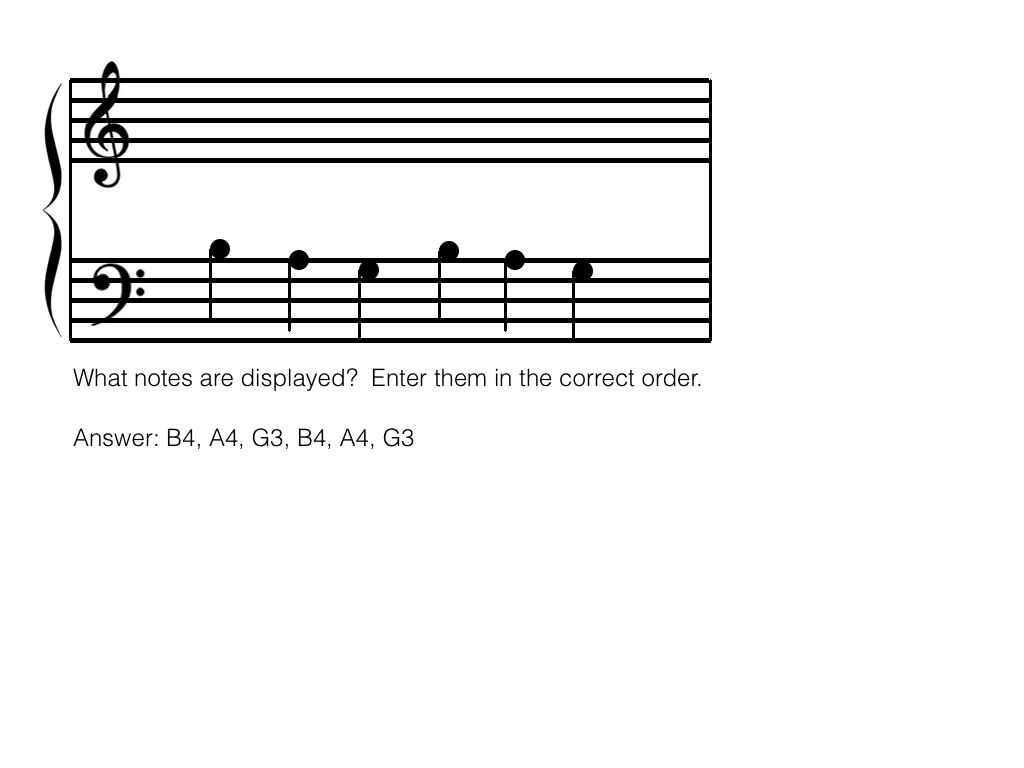 What notes are displayed?  Enter them in the correct order.
Answer: B4, A4, G3, B4, A4, G3